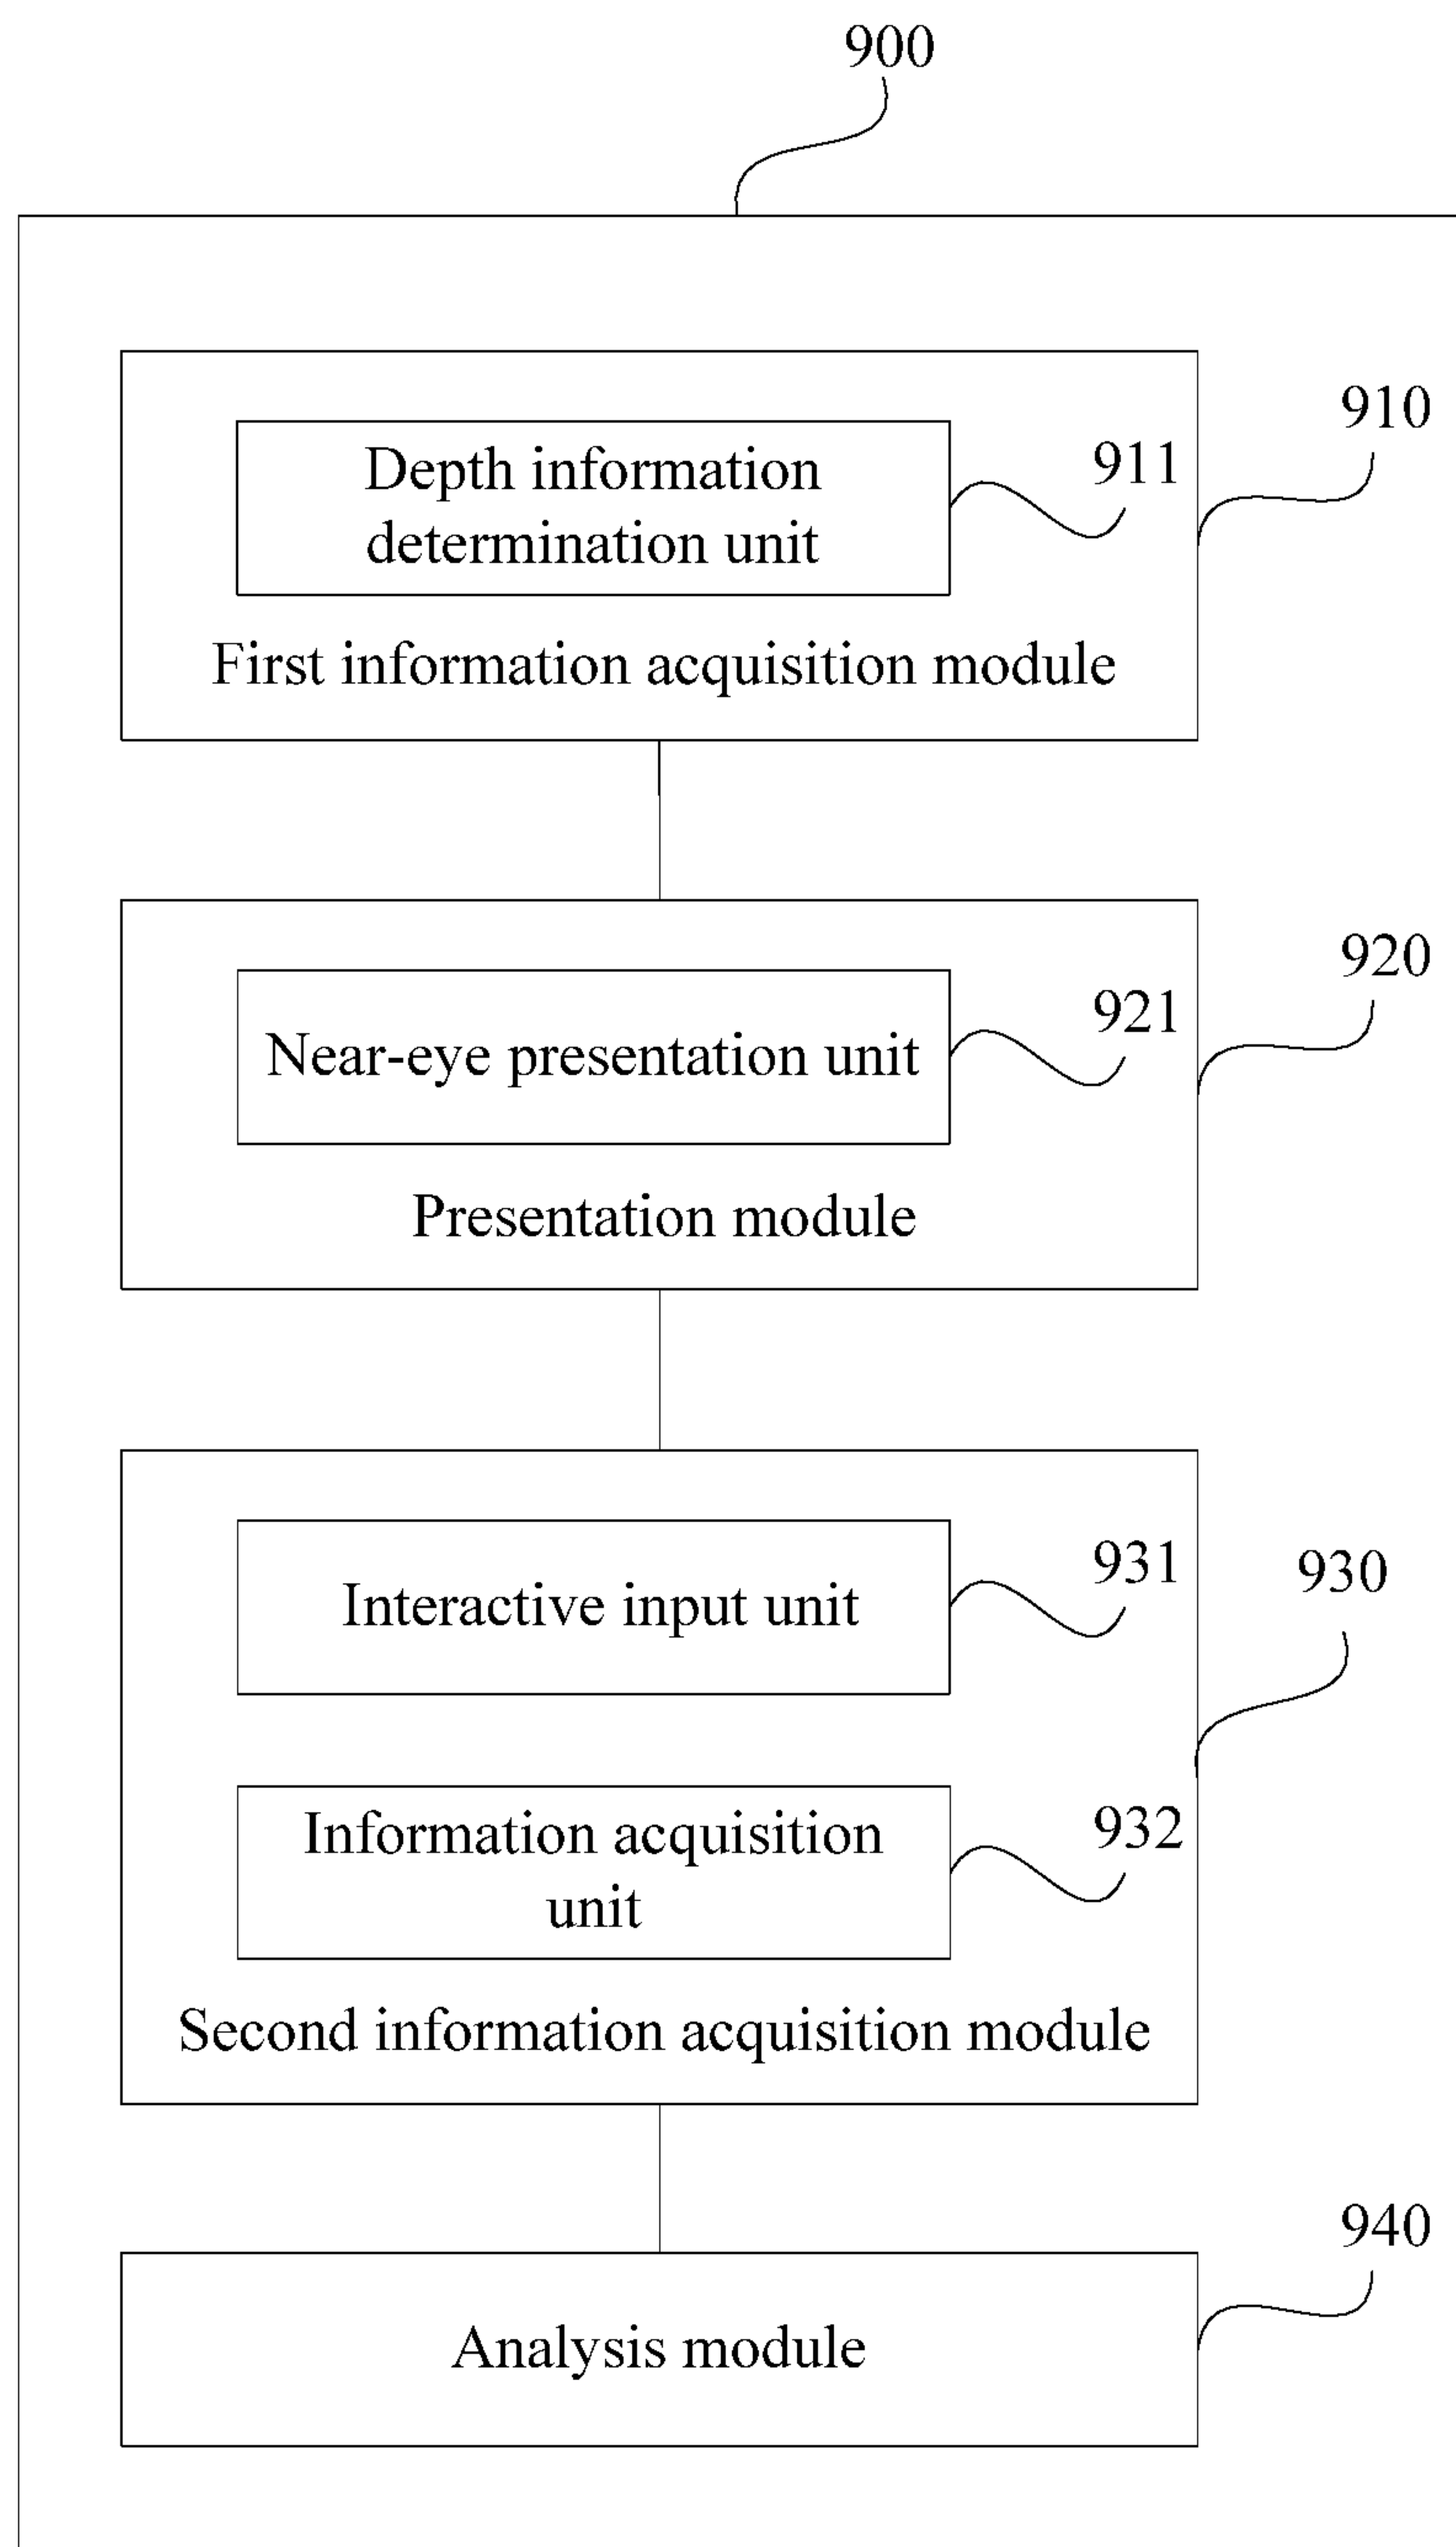 900
Depth information
determination unit
911
910
First information acquisition module
920
921
Near-eye presentation unit
Presentation module
931
930
Interactive input unit
932
Information acquisition
unit
Second information acquisition module
940
Analysis module